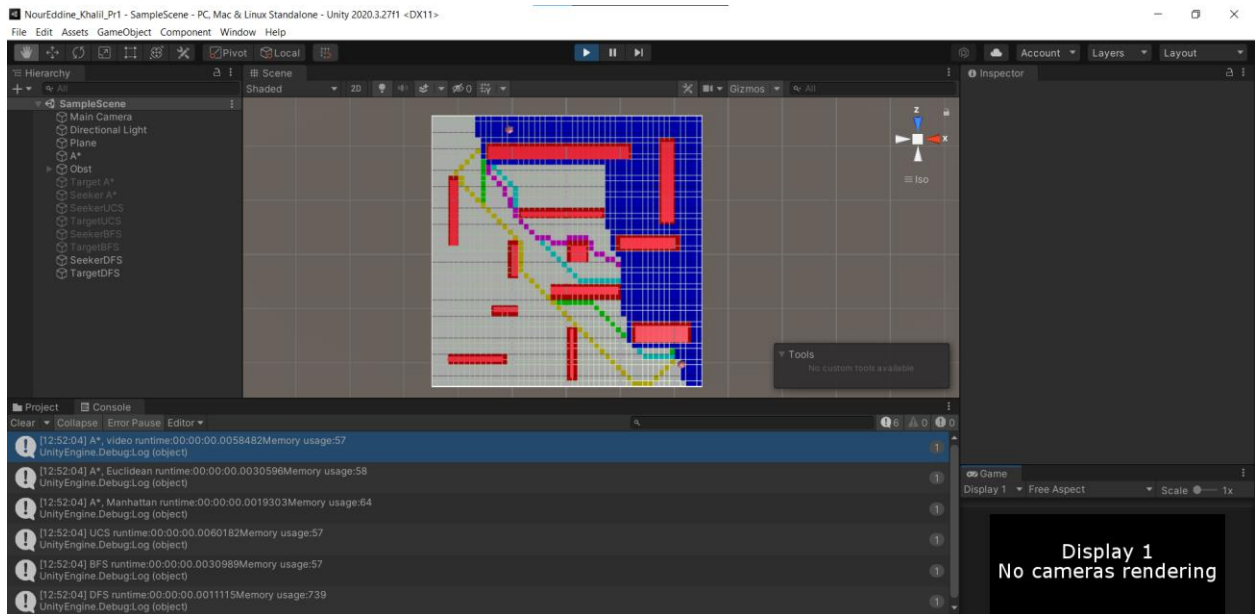 NourEddine_Khalil_Pr1 - SampleScene - PC, Mac & Linux Standalone - Unity 2020.3.27f1 <DX11>
File Edit Assets GameObject Component Window Help
Pivot Local
Account Layers Layout
Hierarchy
All
SampleScene
Main Camera
Directional Light
Plane
A*
Obst
Target A*
Seeker A*
SeekerUCS
TargetUCS
SeekerBFS
TargetBFS
SeekerDFS
TargetDFS
Scene
Shaded 2D 0 Gizmos All
z
x
Iso
Tools
No custom tools available
Inspector
Project Console
Clear Collapse Error Pause Editor 6 0 0
[12:52:04] A*, video runtime:00:00:00.0058482Memory usage:57
UnityEngine.Debug:Log (object)
1
[12:52:04] A*, Euclidean runtime:00:00:00.0030596Memory usage:58
UnityEngine.Debug:Log (object)
1
[12:52:04] A*, Manhattan runtime:00:00:00.0019303Memory usage:64
UnityEngine.Debug:Log (object)
1
[12:52:04] UCS runtime:00:00:00.0060182Memory usage:57
UnityEngine.Debug:Log (object)
1
[12:52:04] BFS runtime:00:00:00.0030989Memory usage:57
UnityEngine.Debug:Log (object)
1
[12:52:04] DFS runtime:00:00:00.0011115Memory usage:739
UnityEngine.Debug:Log (object)
1
Game
Display 1 Free Aspect Scale 1x
Display 1
No cameras rendering